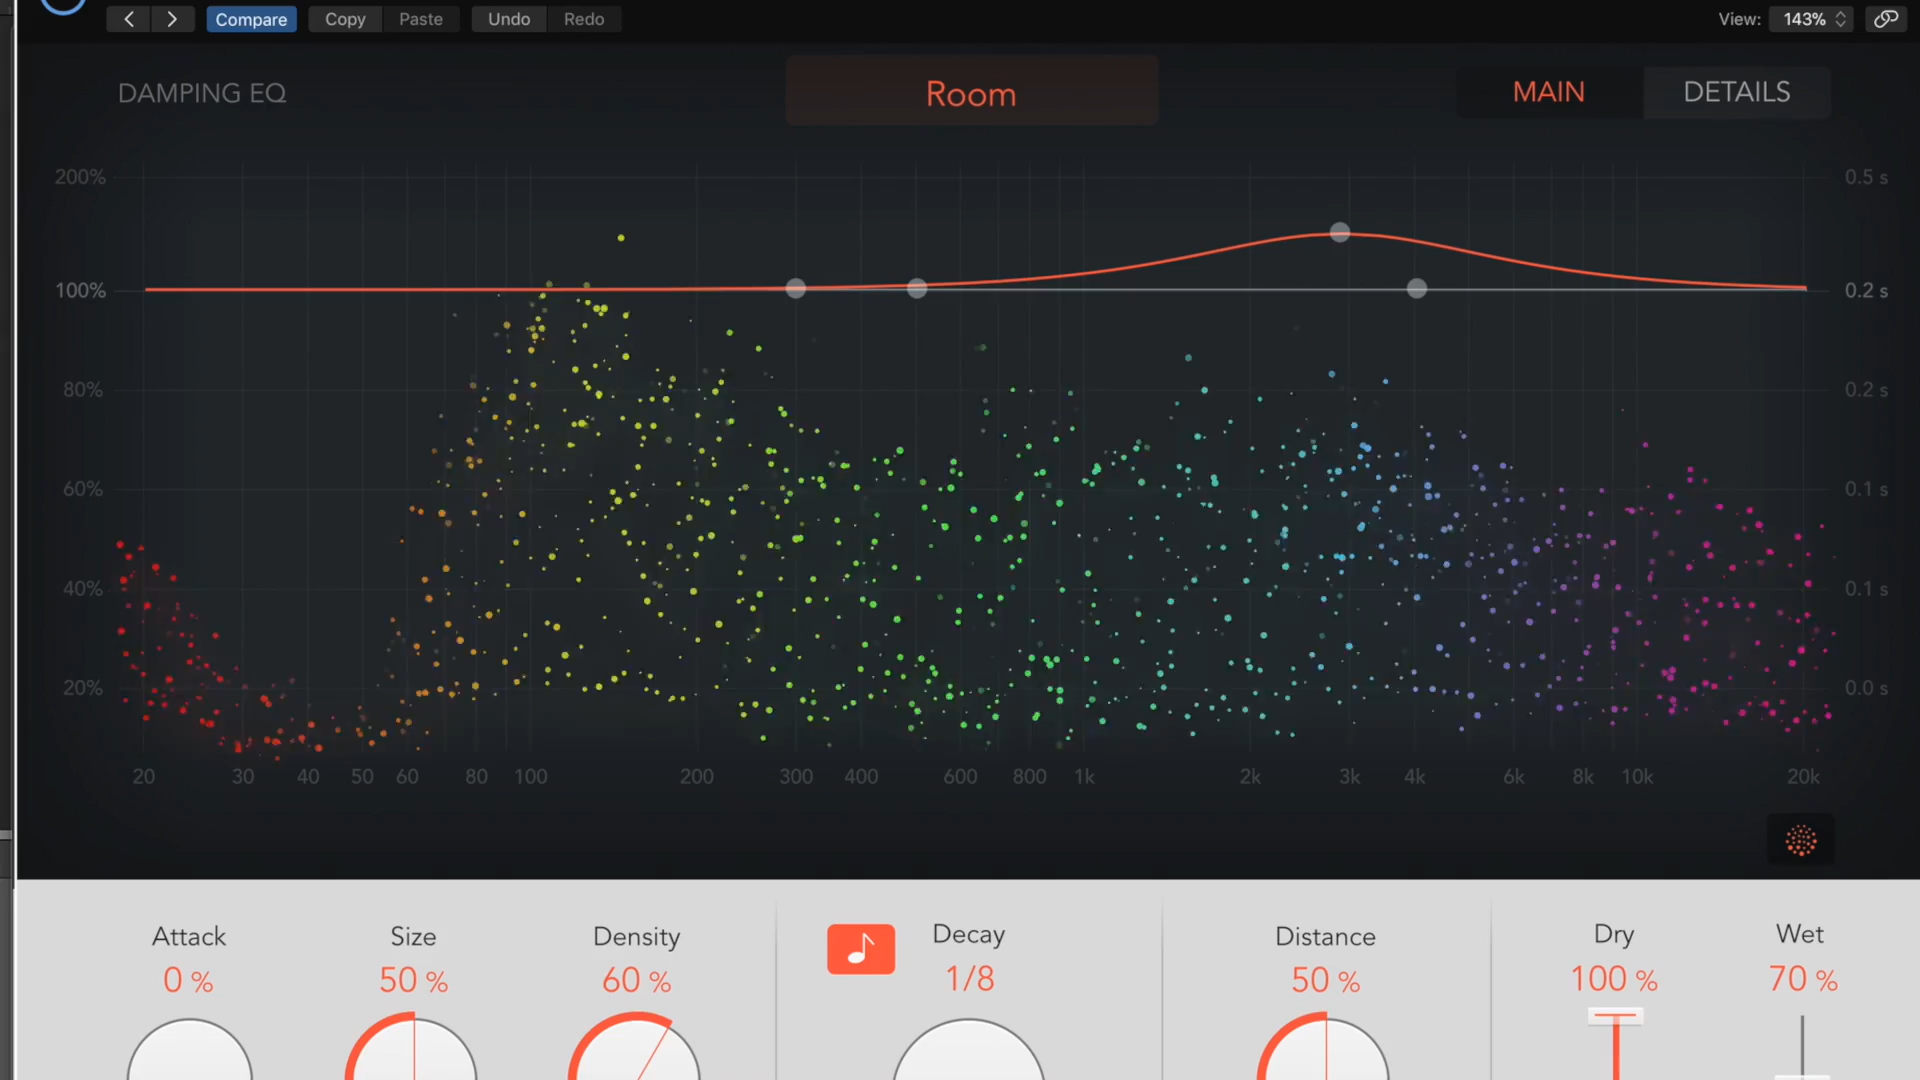 Compare Copy Paste Undo Redo View: 143%
DAMPING EQ Room MAIN DETAILS
200% 0.5 s
100% 0.2 s
80% 0.2 s
60% 0.1 s
40% 0.1 s
20% 0.0 s
20 30 40 50 60 80 100 200 300 400 600 800 1k 2k 3k 4k 6k 8k 10k 20k
Attack Size Density Decay Distance Dry Wet
0 % 50 % 60 % 1/8 50 % 100 % 70 %